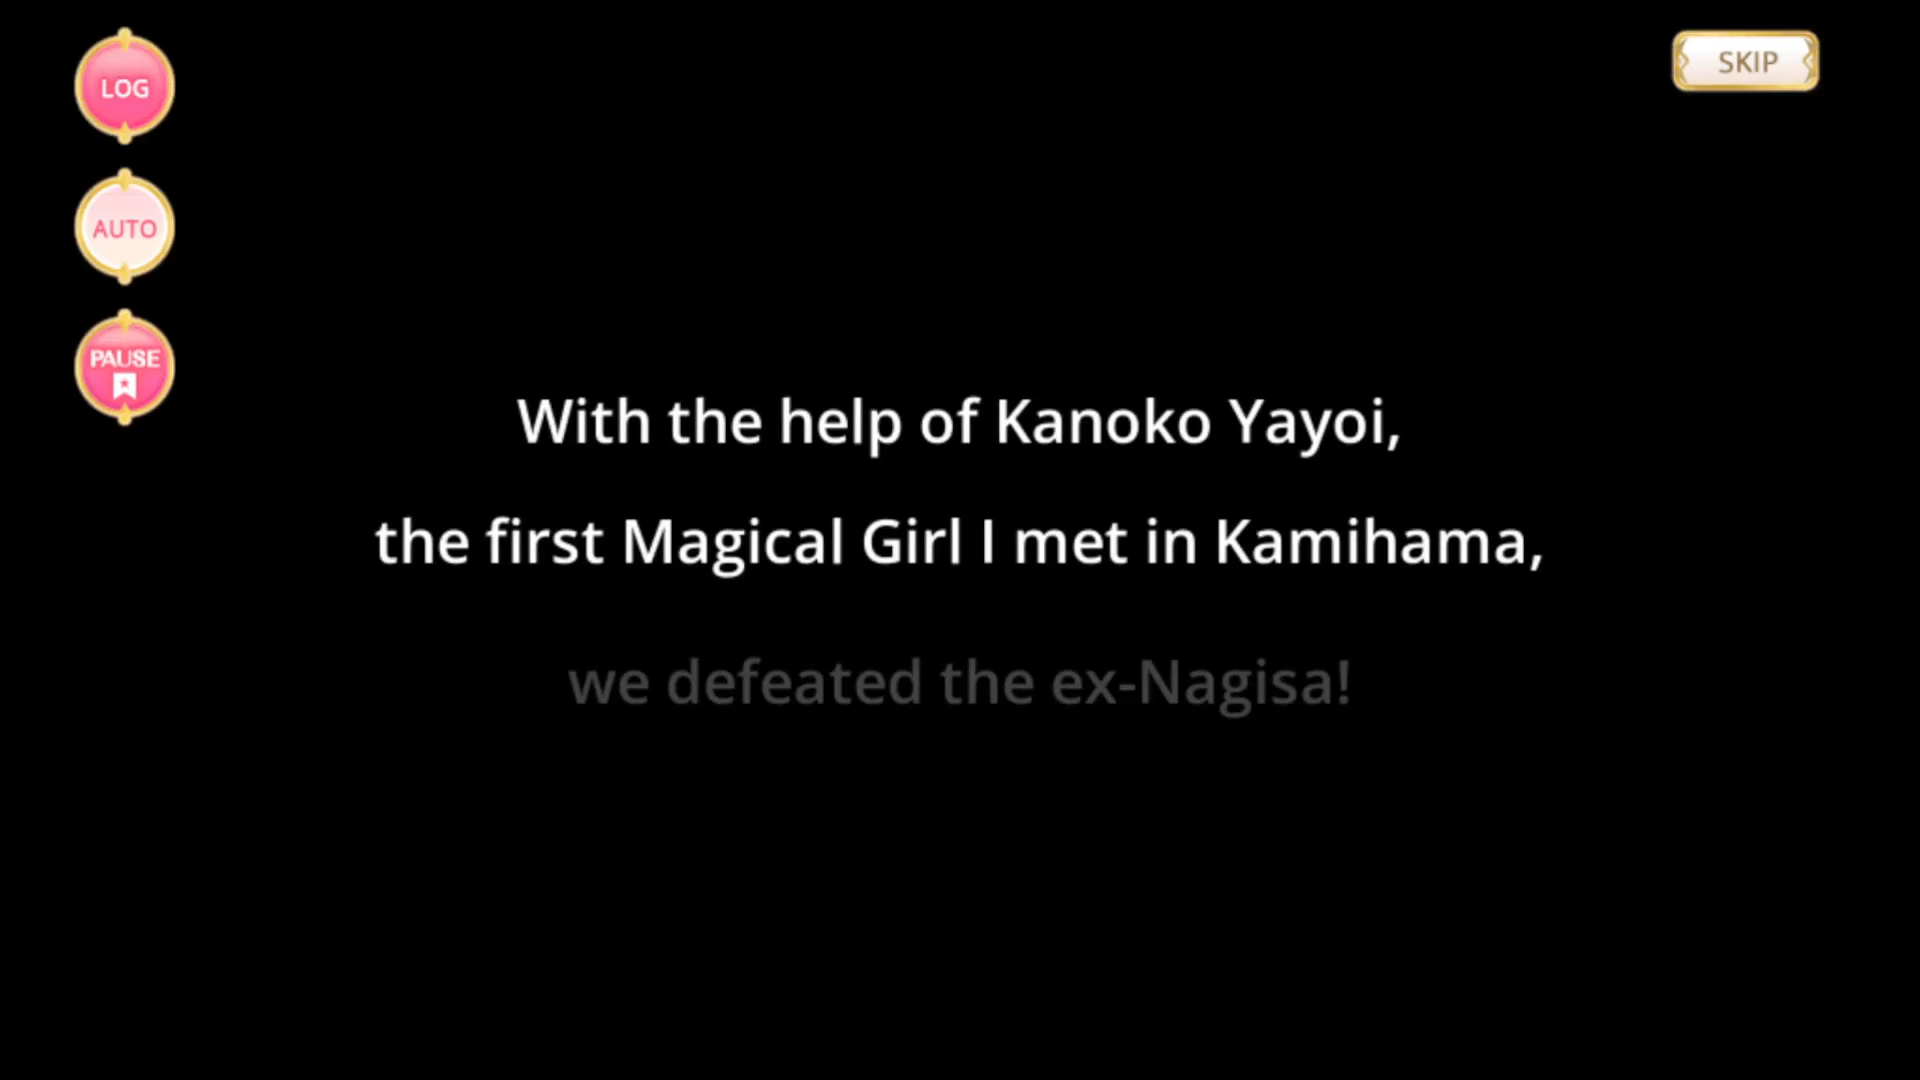 LOG
SKIP
AUTO
PAUSE
With the help of Kanoko Yayoi,
the first Magical Girl I met in Kamihama,
we defeated the ex-Nagisa!